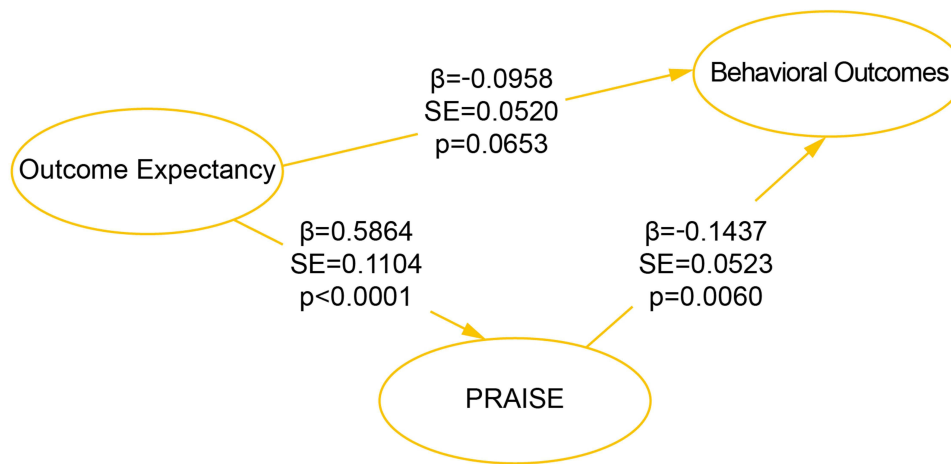 Behavioral Outcomes
β=-0.0958
SE=0.0520
p=0.0653
Outcome Expectancy
β=0.5864
SE=0.1104
p<0.0001
β=-0.1437
SE=0.0523
p=0.0060
PRAISE